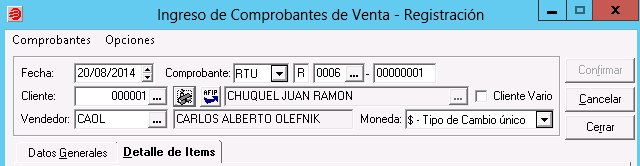 Ingreso de Comprobantes de Venta - Registración
Comprobantes Opciones
Fecha: 20/08/2014 Comprobante: RTU R 0006 ... - 00000001 Confirmar
Cliente: 000001 ... AFIP CHUQUEL JUAN RAMON ... Cliente Vario Cancelar
Vendedor: CAOL ... CARLOS ALBERTO OLEFNIK Moneda: $ - Tipo de Cambio único Cerrar
Datos Generales Detalle de Items